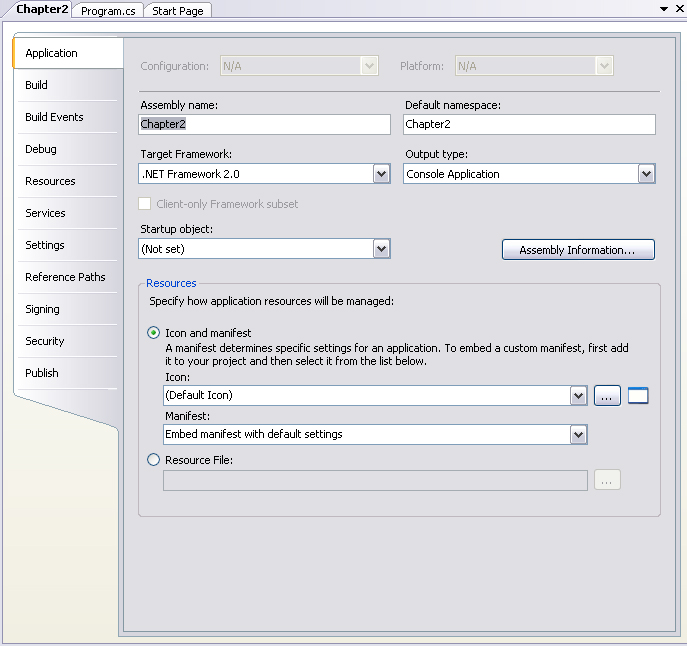 Chapter2 Program.cs Start Page
Application
Build
Build Events
Debug
Resources
Services
Settings
Reference Paths
Signing
Security
Publish
Configuration: N/A Platform: N/A
Assembly name: Default namespace:
Chapter2 Chapter2
Target Framework: Output type:
.NET Framework 2.0 Console Application
Client-only Framework subset
Startup object:
(Not set) Assembly Information...
Resources
Specify how application resources will be managed:
Icon and manifest
A manifest determines specific settings for an application. To embed a custom manifest, first add
it to your project and then select it from the list below.
Icon:
(Default Icon) ...
Manifest:
Embed manifest with default settings
Resource File:
...